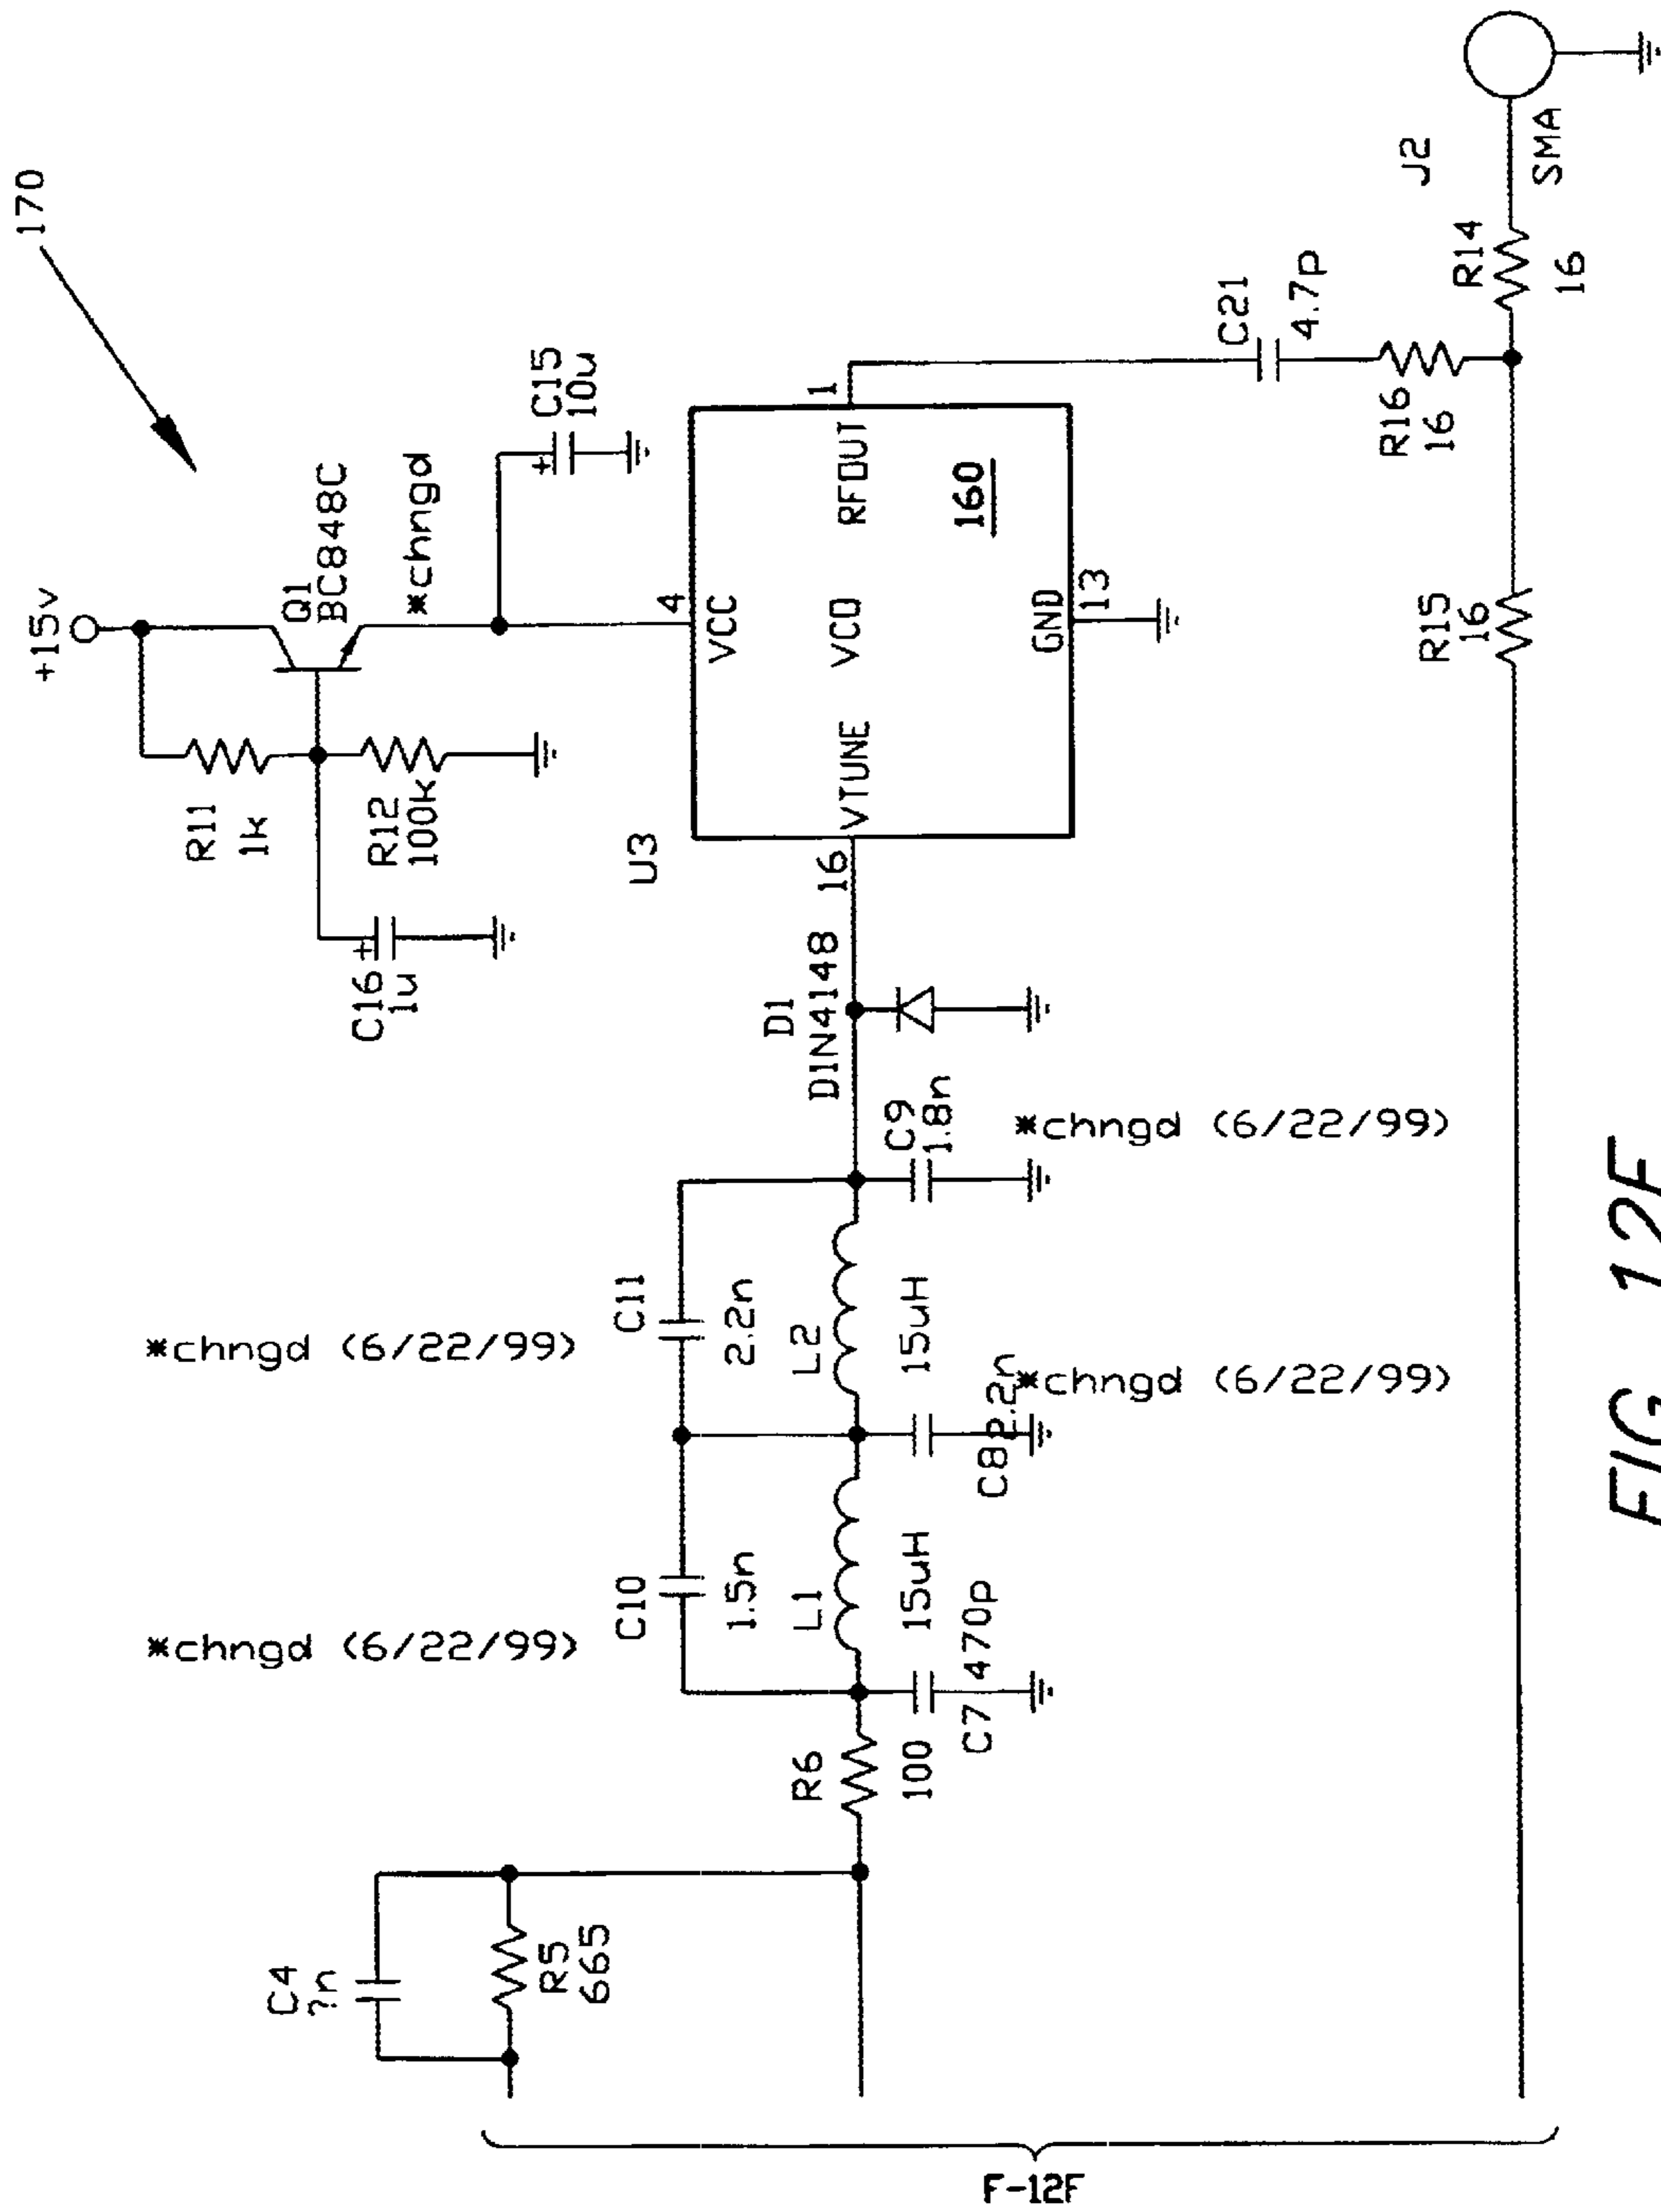 170
+15v
Q1
BC848C
*chngd
R11
1k
R12
100k
C16
1u
C15
10u
U3
4
VCC
VTUNE
VCO
RFOUT
160
GND
13
16
1
D1
D1N4148
C21
4.7p
R16
16
J2
R14
16
SMA
R15
16
*chngd (6/22/99)
C11
2.2n
L2
15uH
C9
1.8n
*chngd (6/22/99)
C8
2.2n
*chngd (6/22/99)
*chngd (6/22/99)
C10
1.5n
L1
15uH
C7
470p
R6
100
C4
?n
R5
665
F-12F
FIG 12F